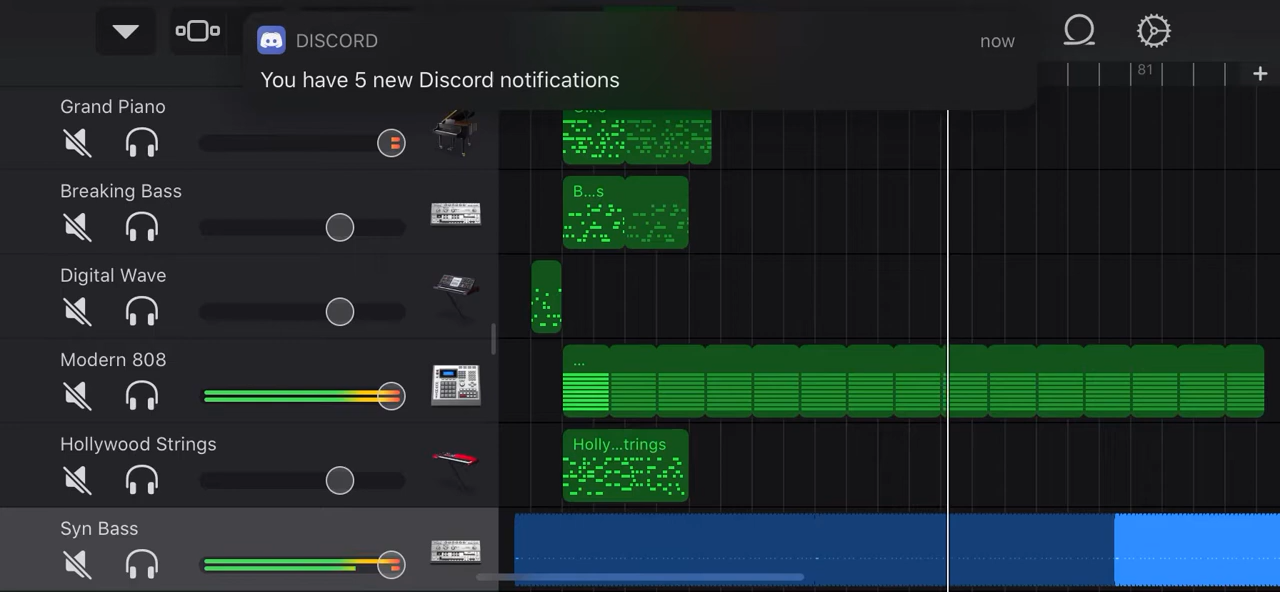 DISCORD
now
You have 5 new Discord notifications
81
Grand Piano
Breaking Bass
B...s
Digital Wave
Modern 808
...
Hollywood Strings
Holly...trings
Syn Bass